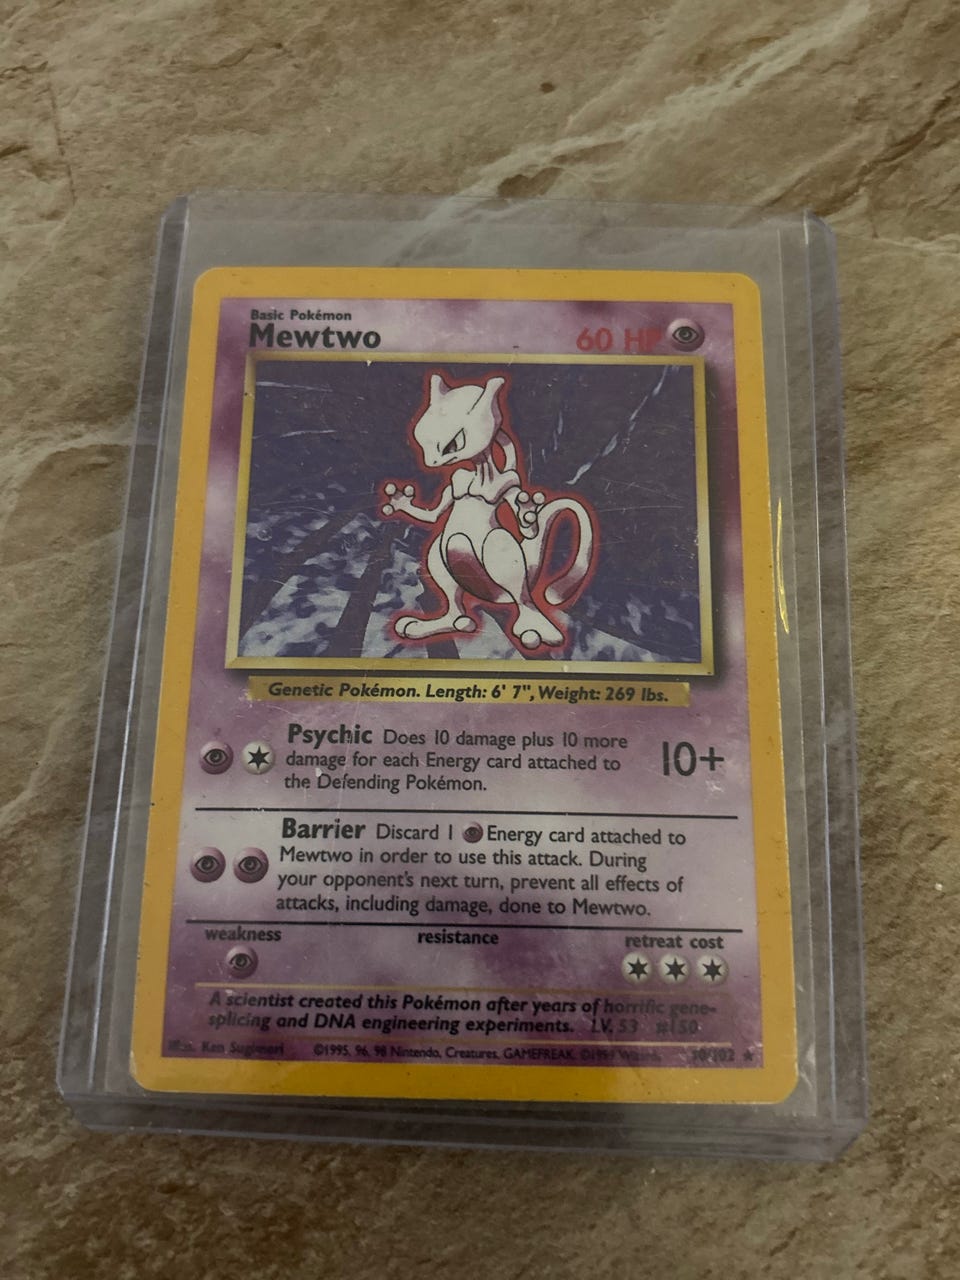 Basic Pokémon
Mewtwo 60 HP
Genetic Pokémon. Length: 6' 7", Weight: 269 lbs.
Psychic Does 10 damage plus 10 more
damage for each Energy card attached to
the Defending Pokémon.
10+
Barrier Discard 1 Energy card attached to
Mewtwo in order to use this attack. During
your opponent's next turn, prevent all effects of
attacks, including damage, done to Mewtwo.
weakness resistance retreat cost
A scientist created this Pokémon after years of horrific gene-
splicing and DNA engineering experiments. LV. 53 #150
Illus. Ken Sugimori ©1995, 96, 98 Nintendo, Creatures, GAMEFREAK. ©1999 Wizards. 10/102 ★